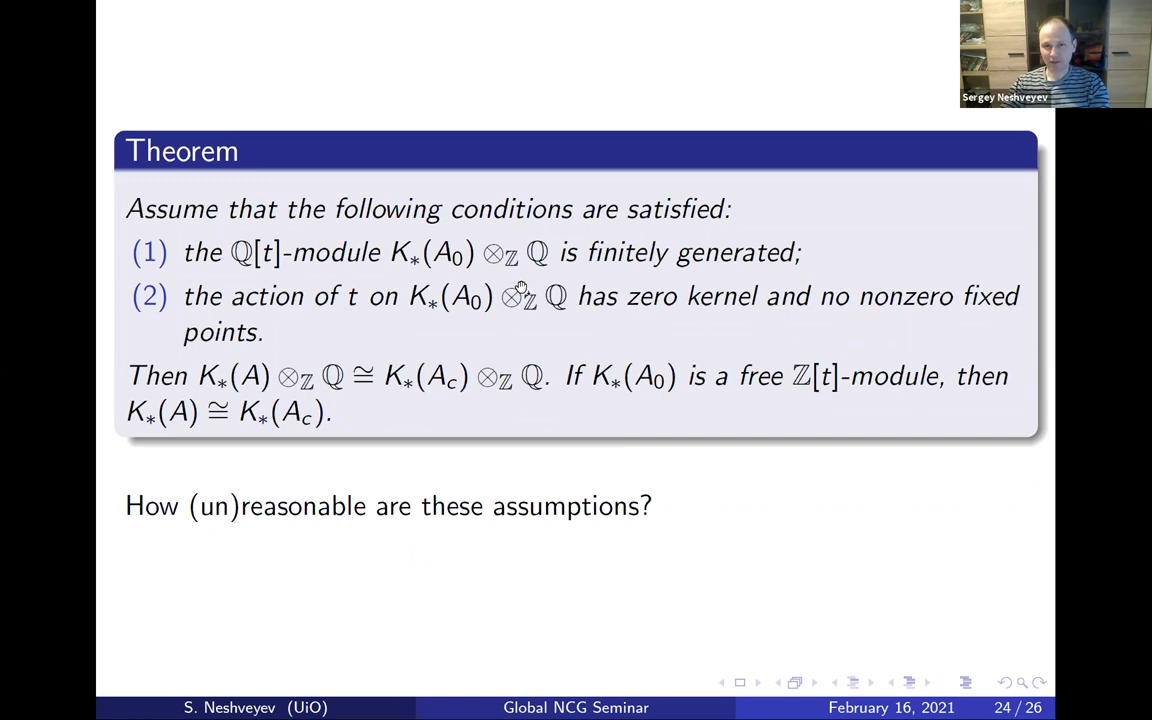 Sergey Neshveyev
Theorem
Assume that the following conditions are satisfied:
(1) the ℚ[t]-module K∗(A₀) ⊗ℤ ℚ is finitely generated;
(2) the action of t on K∗(A₀) ⊗ℤ ℚ has zero kernel and no nonzero fixed
points.
Then K∗(A) ⊗ℤ ℚ ≅ K∗(A_c) ⊗ℤ ℚ. If K∗(A₀) is a free ℤ[t]-module, then
K∗(A) ≅ K∗(A_c).
How (un)reasonable are these assumptions?
S. Neshveyev (UiO) Global NCG Seminar February 16, 2021 24 / 26